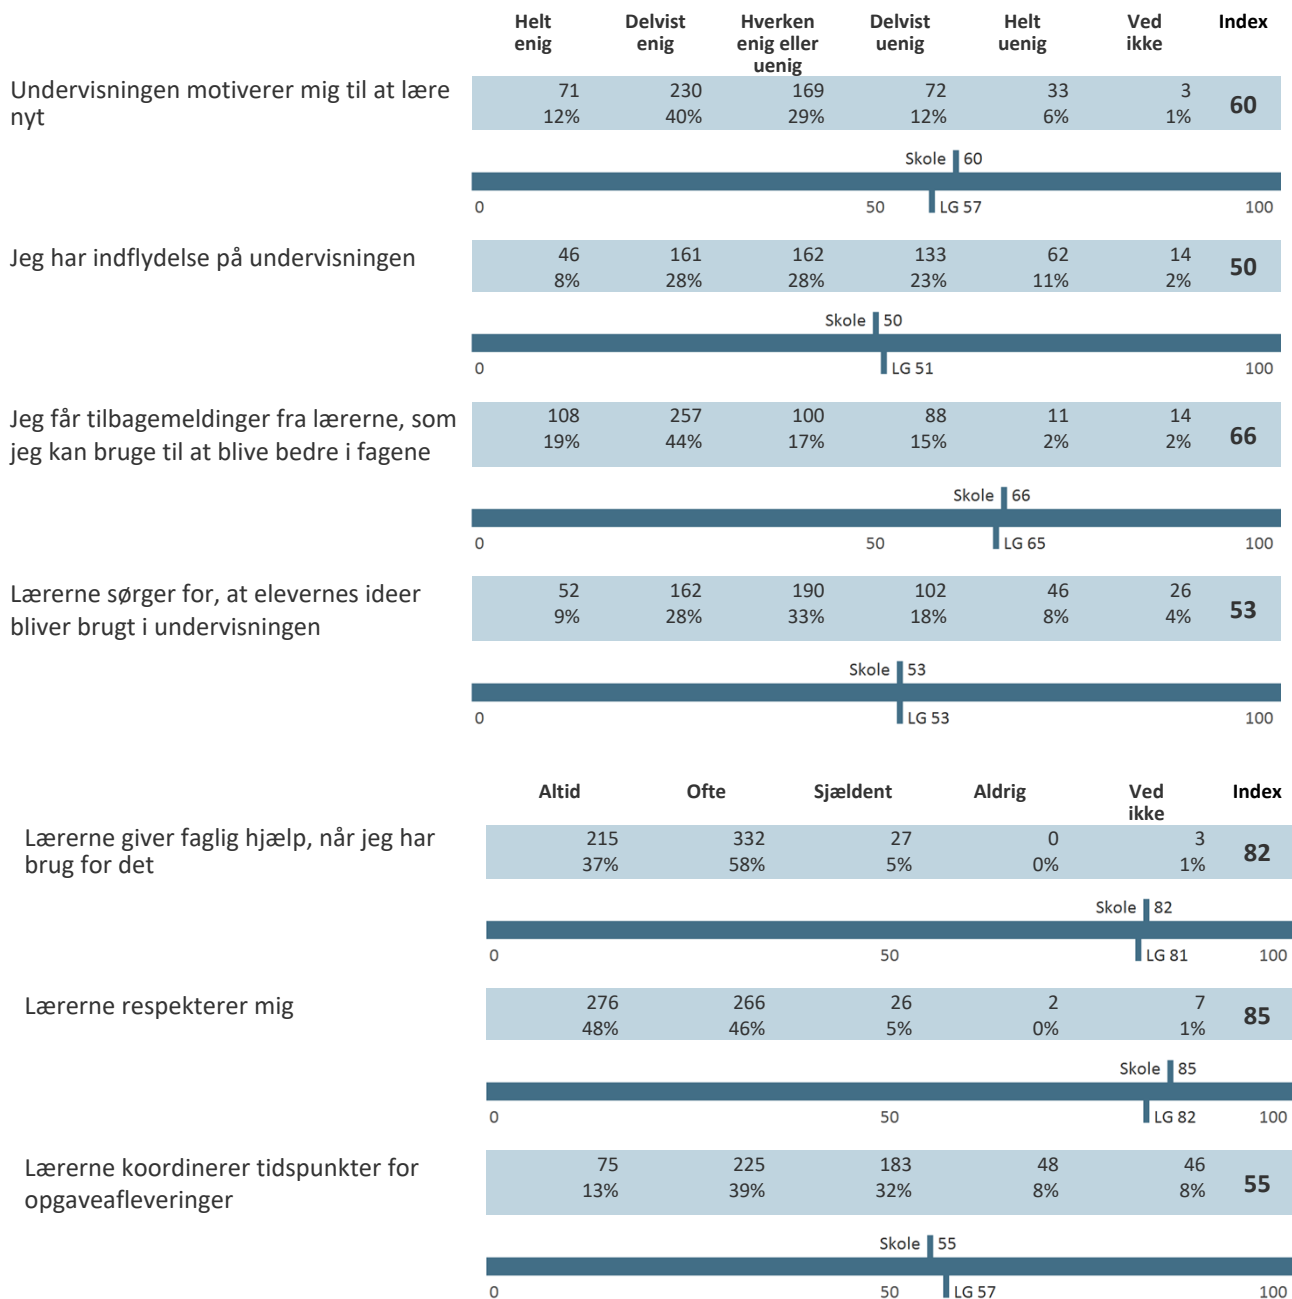 Helt enig Delvist enig Hverken enig eller uenig Delvist uenig Helt uenig Ved ikke Index
Undervisningen motiverer mig til at lære nyt
71 230 169 72 33 3 60
12% 40% 29% 12% 6% 1%
Skole 60
0 50 LG 57 100
Jeg har indflydelse på undervisningen
46 161 162 133 62 14 50
8% 28% 28% 23% 11% 2%
Skole 50
0 LG 51 100
Jeg får tilbagemeldinger fra lærerne, som
jeg kan bruge til at blive bedre i fagene
108 257 100 88 11 14 66
19% 44% 17% 15% 2% 2%
Skole 66
0 50 LG 65 100
Lærerne sørger for, at elevernes ideer
bliver brugt i undervisningen
52 162 190 102 46 26 53
9% 28% 33% 18% 8% 4%
Skole 53
0 LG 53 100
Altid Ofte Sjældent Aldrig Ved ikke Index
Lærerne giver faglig hjælp, når jeg har
brug for det
215 332 27 0 3 82
37% 58% 5% 0% 1%
Skole 82
0 50 LG 81 100
Lærerne respekterer mig
276 266 26 2 7 85
48% 46% 5% 0% 1%
Skole 85
0 50 LG 82 100
Lærerne koordinerer tidspunkter for
opgaveafleveringer
75 225 183 48 46 55
13% 39% 32% 8% 8%
Skole 55
0 50 LG 57 100